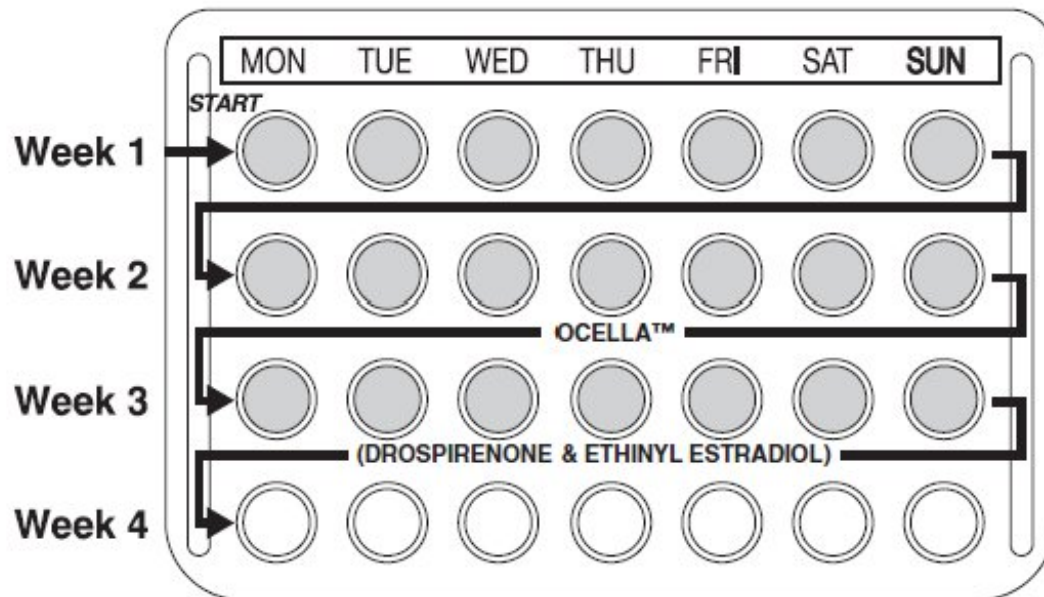 MON TUE WED THU FRI SAT SUN
START
Week 1
Week 2
OCELLA™
Week 3
(DROSPIRENONE & ETHINYL ESTRADIOL)
Week 4